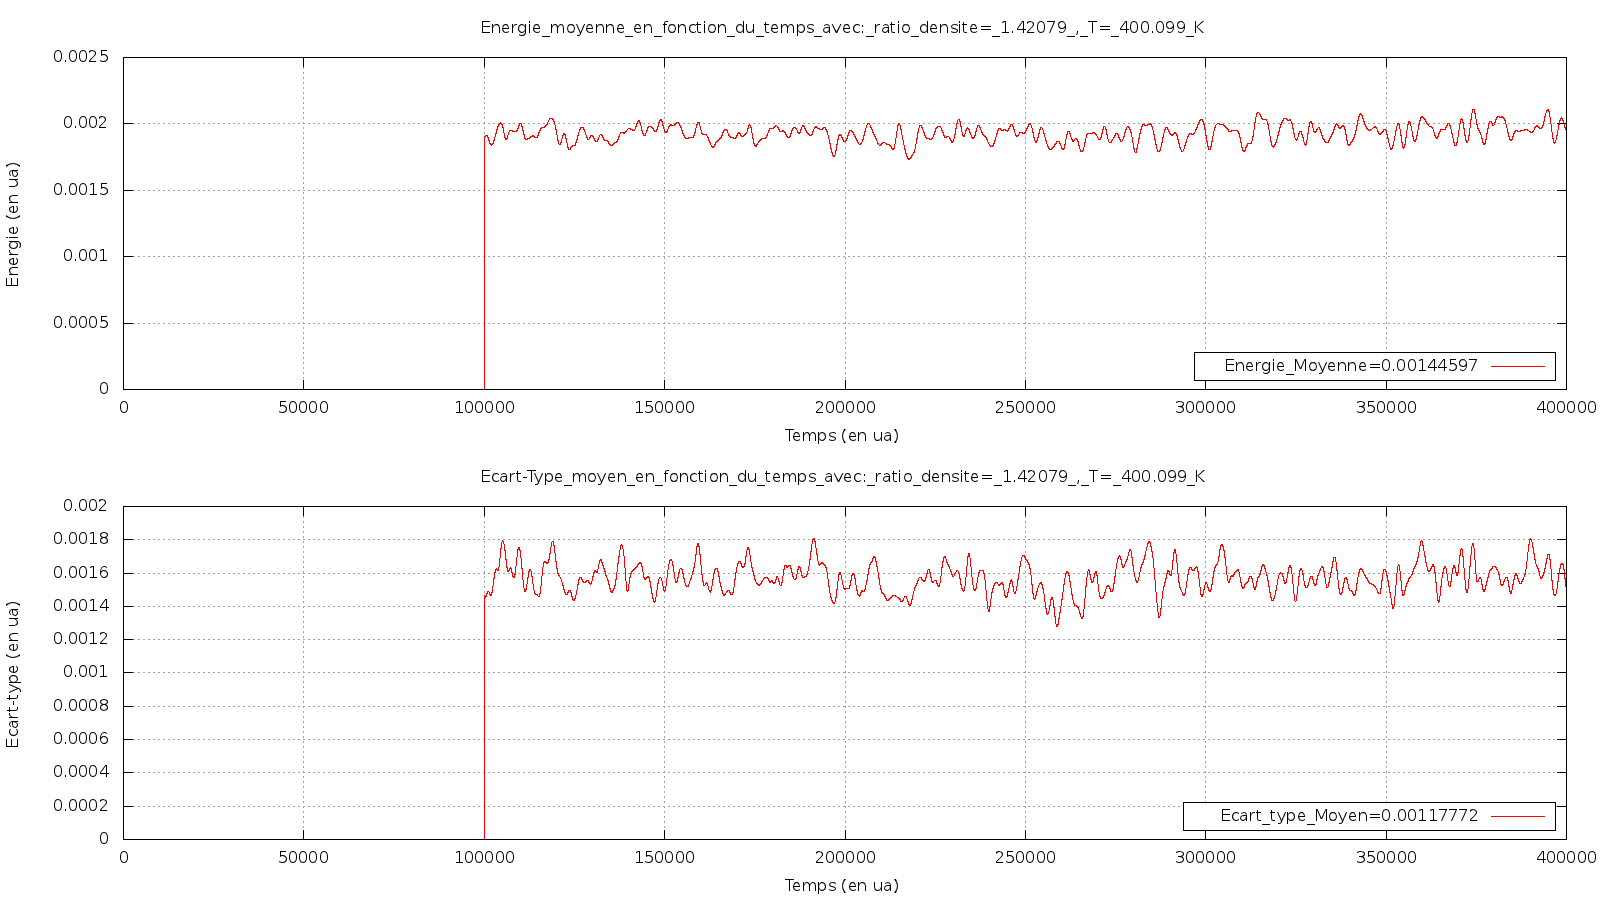 Energie_moyenne_en_fonction_du_temps_avec:_ratio_densite=_1.42079_,_T=_400.099_K
0.0025
0.002
0.0015
0.001
0.0005
0
Energie (en ua)
Energie_Moyenne=0.00144597
0 50000 100000 150000 200000 250000 300000 350000 400000
Temps (en ua)
Ecart-Type_moyen_en_fonction_du_temps_avec:_ratio_densite=_1.42079_,_T=_400.099_K
0.002
0.0018
0.0016
0.0014
0.0012
0.001
0.0008
0.0006
0.0004
0.0002
0
Ecart-type (en ua)
Ecart_type_Moyen=0.00117772
0 50000 100000 150000 200000 250000 300000 350000 400000
Temps (en ua)